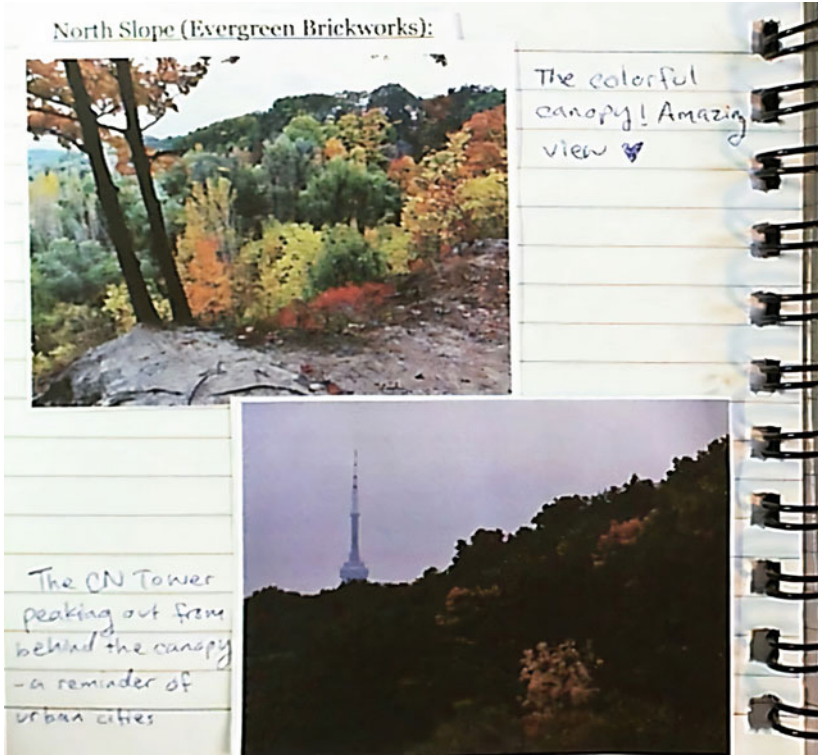 North Slope (Evergreen Brickworks):
The colorful
canopy! Amazing
view ♥
The CN Tower
peaking out from
behind the canopy
- a reminder of
urban cities